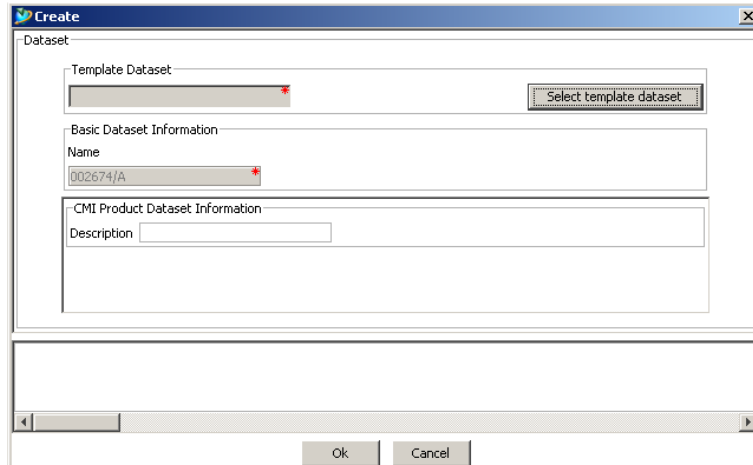 Create
Dataset
Template Dataset
*
Select template dataset
Basic Dataset Information
Name
002674/A *
CMI Product Dataset Information
Description
Ok Cancel